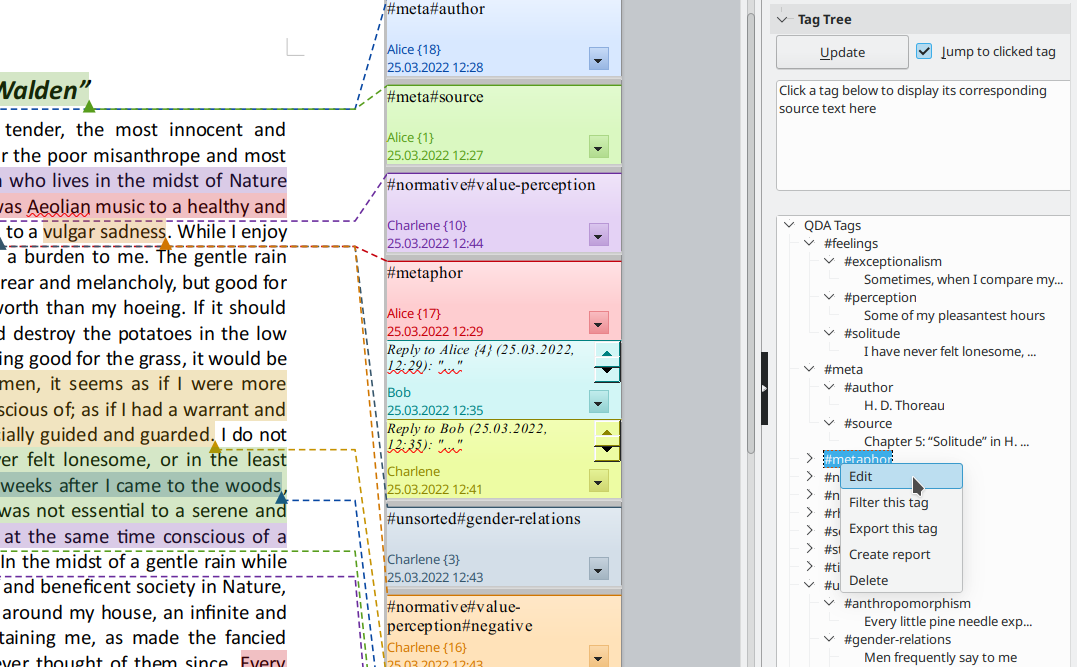 Walden”
tender, the most innocent and
r the poor misanthrope and most
who lives in the midst of Nature
was Aeolian music to a healthy and
to a vulgar sadness. While I enjoy
a burden to me. The gentle rain
rear and melancholy, but good for
worth than my hoeing. If it should
d destroy the potatoes in the low
ing good for the grass, it would be
men, it seems as if I were more
scious of; as if I had a warrant and
cially guided and guarded. I do not
ver felt lonesome, or in the least
weeks after I came to the woods,
was not essential to a serene and
at the same time conscious of a
In the midst of a gentle rain while
and beneficent society in Nature,
around my house, an infinite and
taining me, as made the fancied
ever thought of them since. Every
#meta#author
Alice {18}
25.03.2022 12:28
#meta#source
Alice {1}
25.03.2022 12:27
#normative#value-perception
Charlene {10}
25.03.2022 12:44
#metaphor
Alice {17}
25.03.2022 12:29
Reply to Alice {4} (25.03.2022,
12:29): "..."
Bob
25.03.2022 12:35
Reply to Bob (25.03.2022,
12:35): "..."
Charlene
25.03.2022 12:41
#unsorted#gender-relations
Charlene {3}
25.03.2022 12:43
#normative#value-
perception#negative
Charlene {16}
25.03.2022 12:43
Tag Tree
Update
Jump to clicked tag
Click a tag below to display its corresponding
source text here
QDA Tags
#feelings
#exceptionalism
Sometimes, when I compare my...
#perception
Some of my pleasantest hours
#solitude
I have never felt lonesome, ...
#meta
#author
H. D. Thoreau
#source
Chapter 5: “Solitude” in H. ...
#metaphor
#n
#n
#rl
#so
#st
#ti
#u
Edit
Filter this tag
Export this tag
Create report
Delete
#anthropomorphism
Every little pine needle exp...
#gender-relations
Men frequently say to me